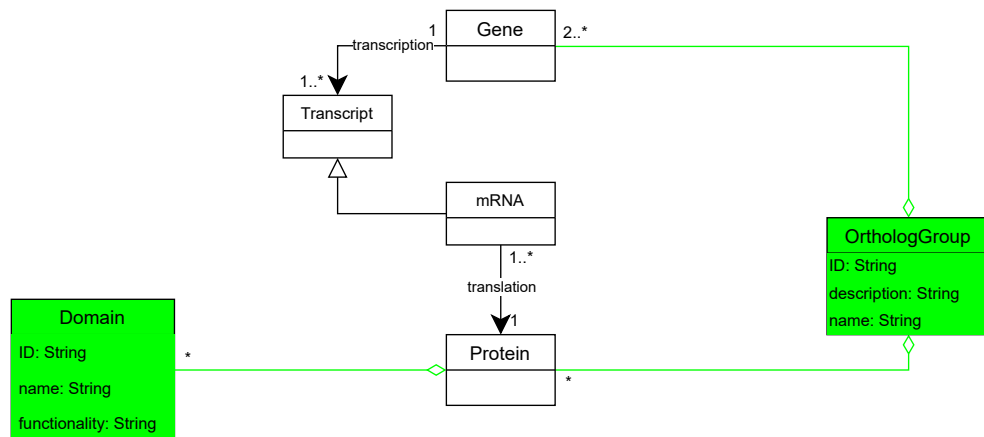 1
Gene
2..*
transcription
1..*
Transcript
mRNA
1..*
OrthologGroup
ID: String
description: String
name: String
translation
1
Domain
ID: String
name: String
functionality: String
*
Protein
*